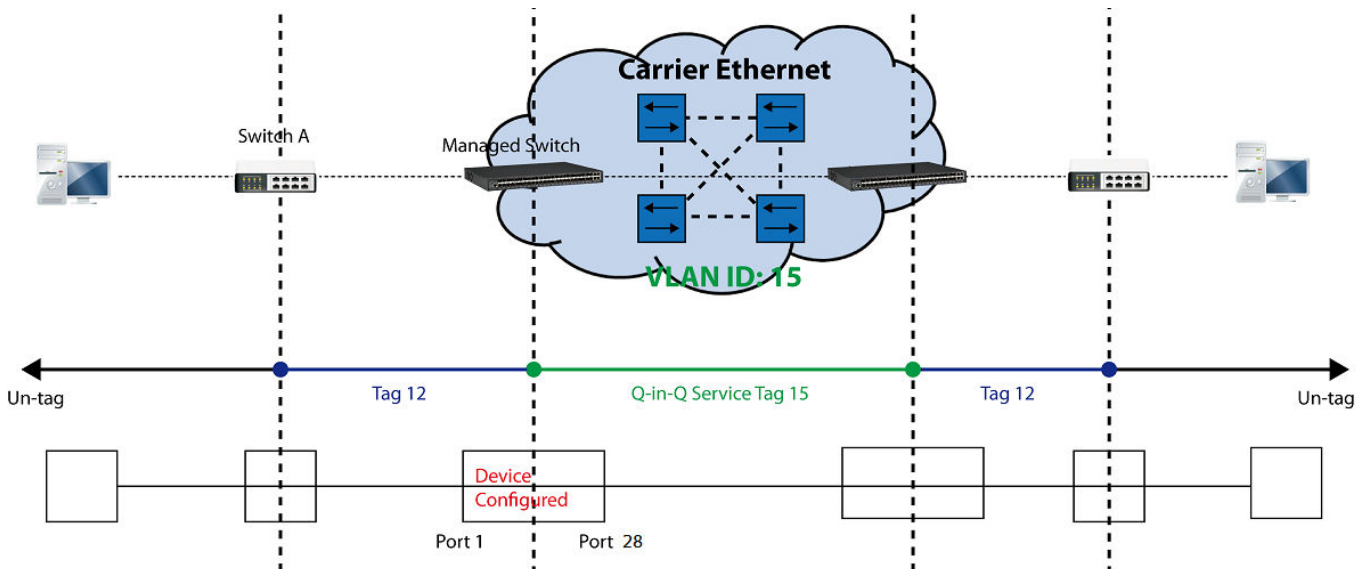 Carrier Ethernet
Switch A
Managed Switch
VLAN ID: 15
Un-tag
Tag 12
Q-in-Q Service Tag 15
Tag 12
Un-tag
Device
Configured
Port 1
Port 28